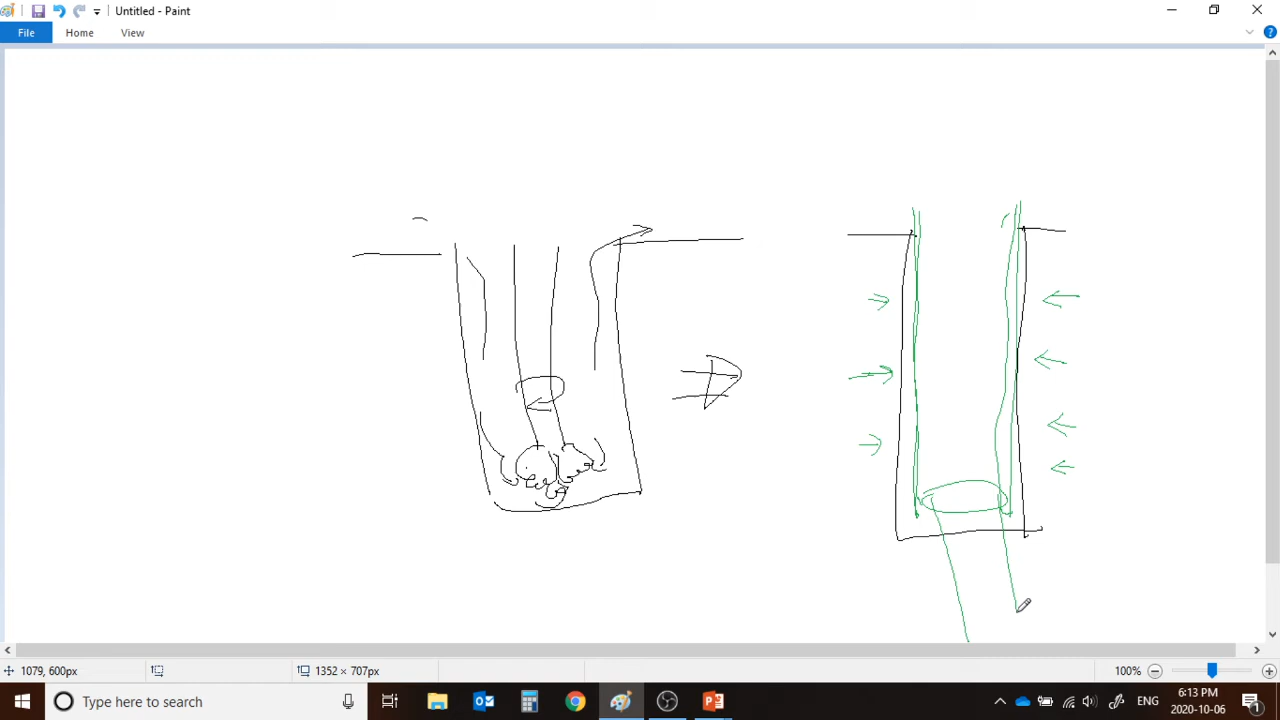 Untitled - Paint
File Home View
1079, 600px 1352 × 707px 100%
Type here to search
ENG
6:13 PM
2020-10-06
1